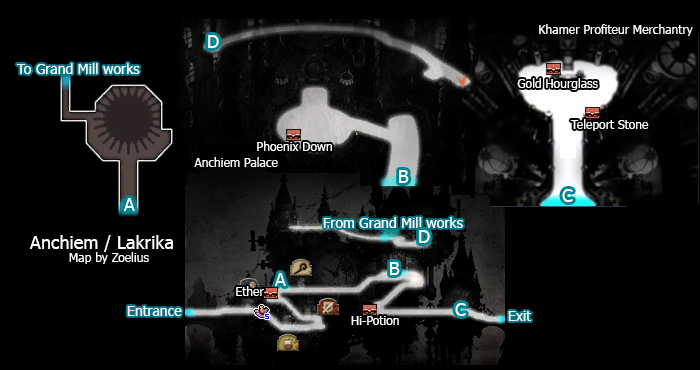 Khamer Profiteur Merchantry
D
To Grand Mill works
Gold Hourglass
Teleport Stone
Phoenix Down
Anchiem Palace
B
A
C
From Grand Mill works
D
Anchiem / Lakrika
Map by Zoelius
B
A
Ether
Entrance
C
Exit
Hi-Potion